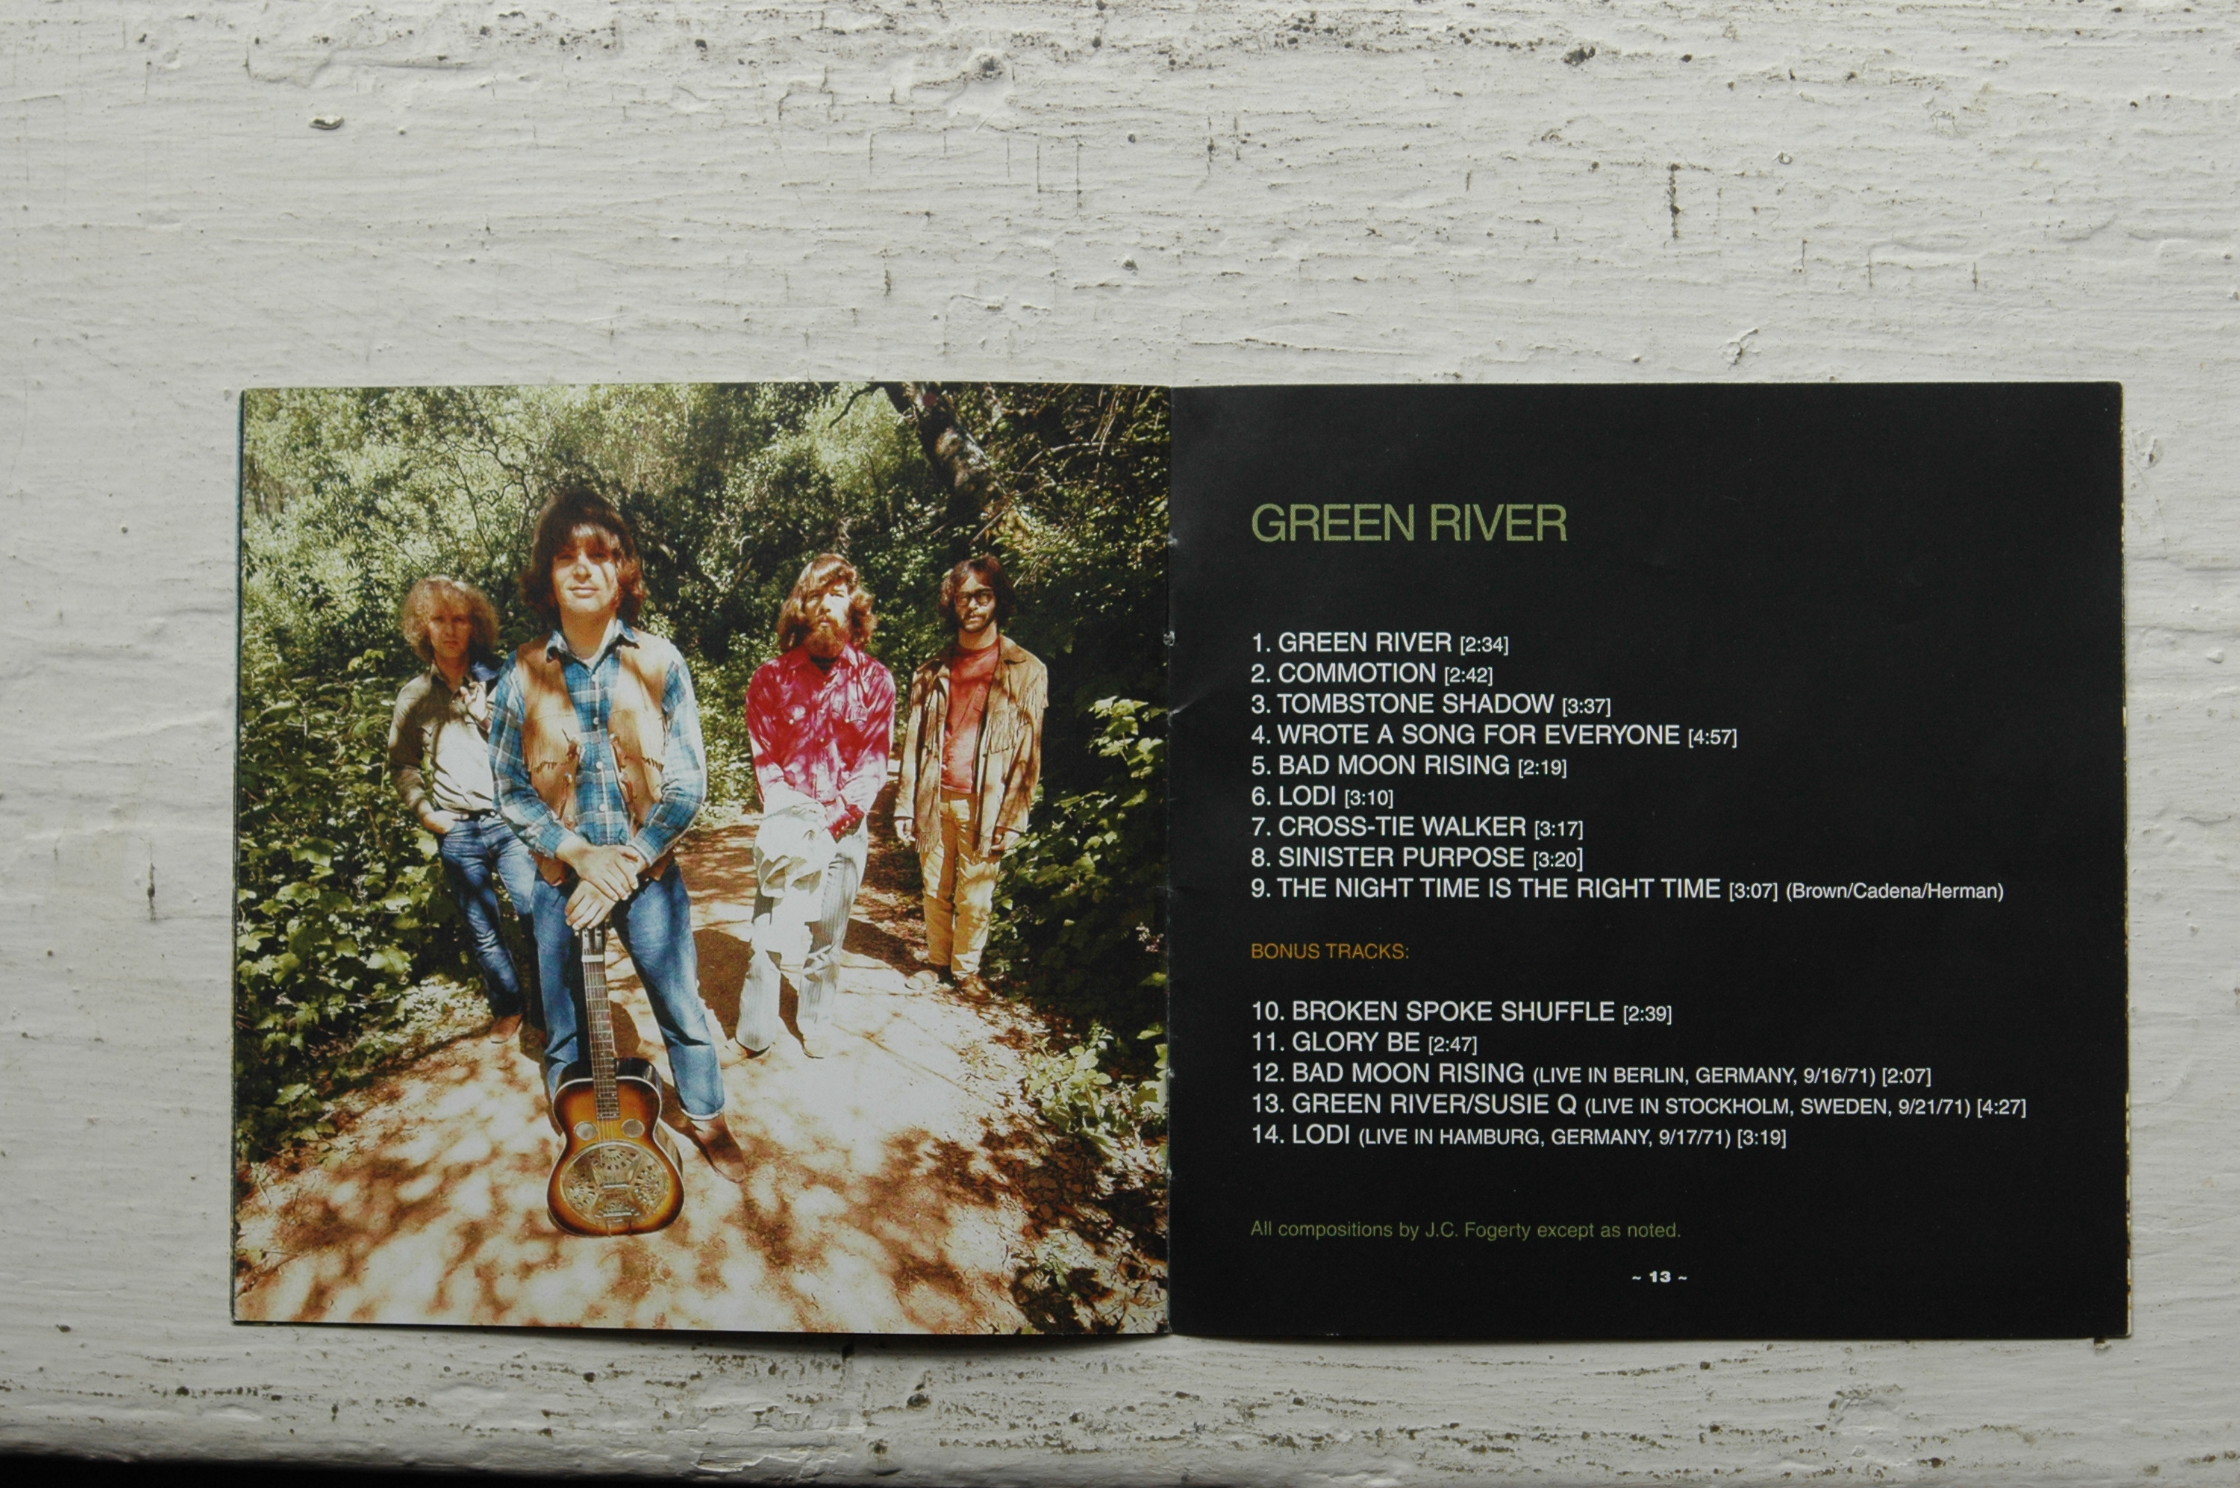 GREEN RIVER
1. GREEN RIVER [2:34]
2. COMMOTION [2:42]
3. TOMBSTONE SHADOW [3:37]
4. WROTE A SONG FOR EVERYONE [4:57]
5. BAD MOON RISING [2:19]
6. LODI [3:10]
7. CROSS-TIE WALKER [3:17]
8. SINISTER PURPOSE [3:20]
9. THE NIGHT TIME IS THE RIGHT TIME [3:07] (Brown/Cadena/Herman)
BONUS TRACKS:
10. BROKEN SPOKE SHUFFLE [2:39]
11. GLORY BE [2:47]
12. BAD MOON RISING (LIVE IN BERLIN, GERMANY, 9/16/71) [2:07]
13. GREEN RIVER/SUSIE Q (LIVE IN STOCKHOLM, SWEDEN, 9/21/71) [4:27]
14. LODI (LIVE IN HAMBURG, GERMANY, 9/17/71) [3:19]
All compositions by J.C. Fogerty except as noted.
~ 13 ~